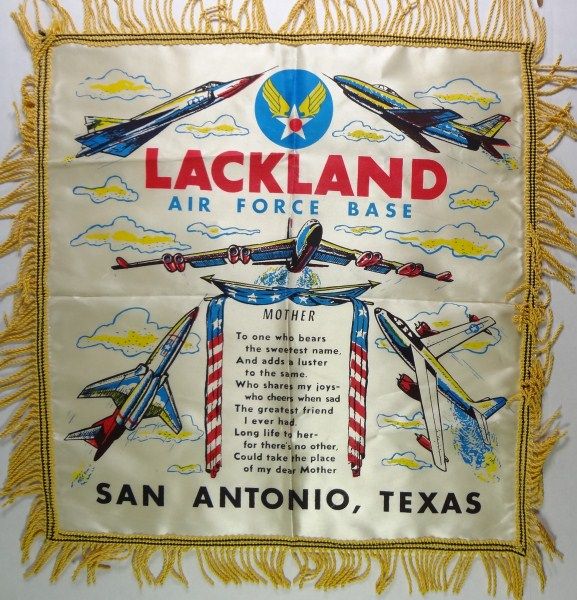 LACKLAND
AIR FORCE BASE
MOTHER
To one who bears
the sweetest name,
And adds a luster
to the same.
Who shares my joys-
who cheers when sad
The greatest friend
I ever had.
Long life to her-
for there's no other,
Could take the place
of my dear Mother
SAN ANTONIO, TEXAS